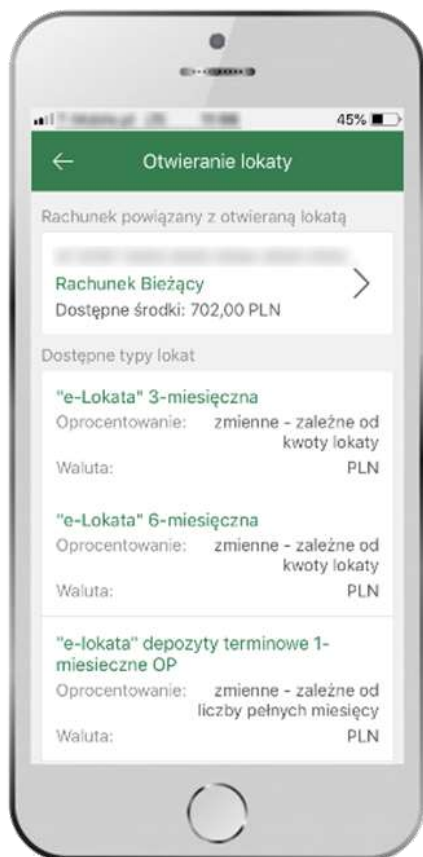 45%
Otwieranie lokaty
Rachunek powiązany z otwieraną lokatą
Rachunek Bieżący
Dostępne środki: 702,00 PLN
Dostępne typy lokat
"e-Lokata" 3-miesięczna
Oprocentowanie: zmienne - zależne od
kwoty lokaty
Waluta: PLN
"e-Lokata" 6-miesięczna
Oprocentowanie: zmienne - zależne od
kwoty lokaty
Waluta: PLN
"e-lokata" depozyty terminowe 1-
miesieczne OP
Oprocentowanie: zmienne - zależne od
liczby pełnych miesięcy
Waluta: PLN